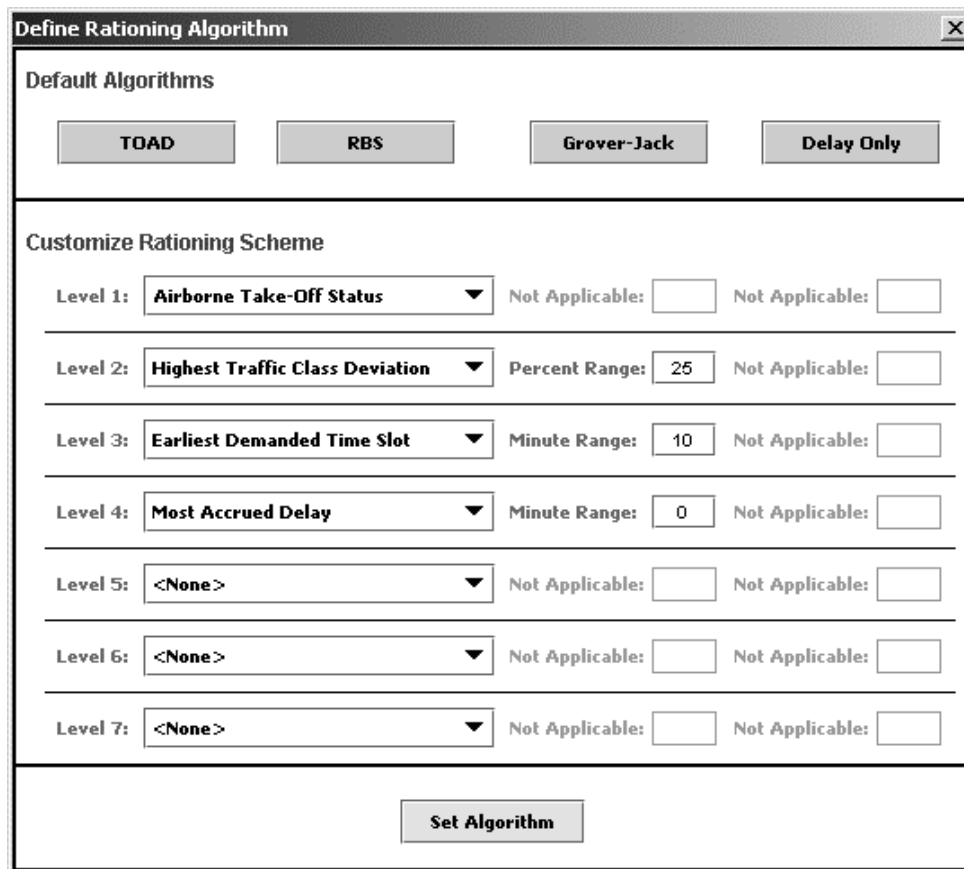 Define Rationing Algorithm
Default Algorithms
TOAD RBS Grover-Jack Delay Only
Customize Rationing Scheme
Level 1: Airborne Take-Off Status Not Applicable: Not Applicable:
Level 2: Highest Traffic Class Deviation Percent Range: 25 Not Applicable:
Level 3: Earliest Demanded Time Slot Minute Range: 10 Not Applicable:
Level 4: Most Accrued Delay Minute Range: 0 Not Applicable:
Level 5: <None> Not Applicable: Not Applicable:
Level 6: <None> Not Applicable: Not Applicable:
Level 7: <None> Not Applicable: Not Applicable:
Set Algorithm